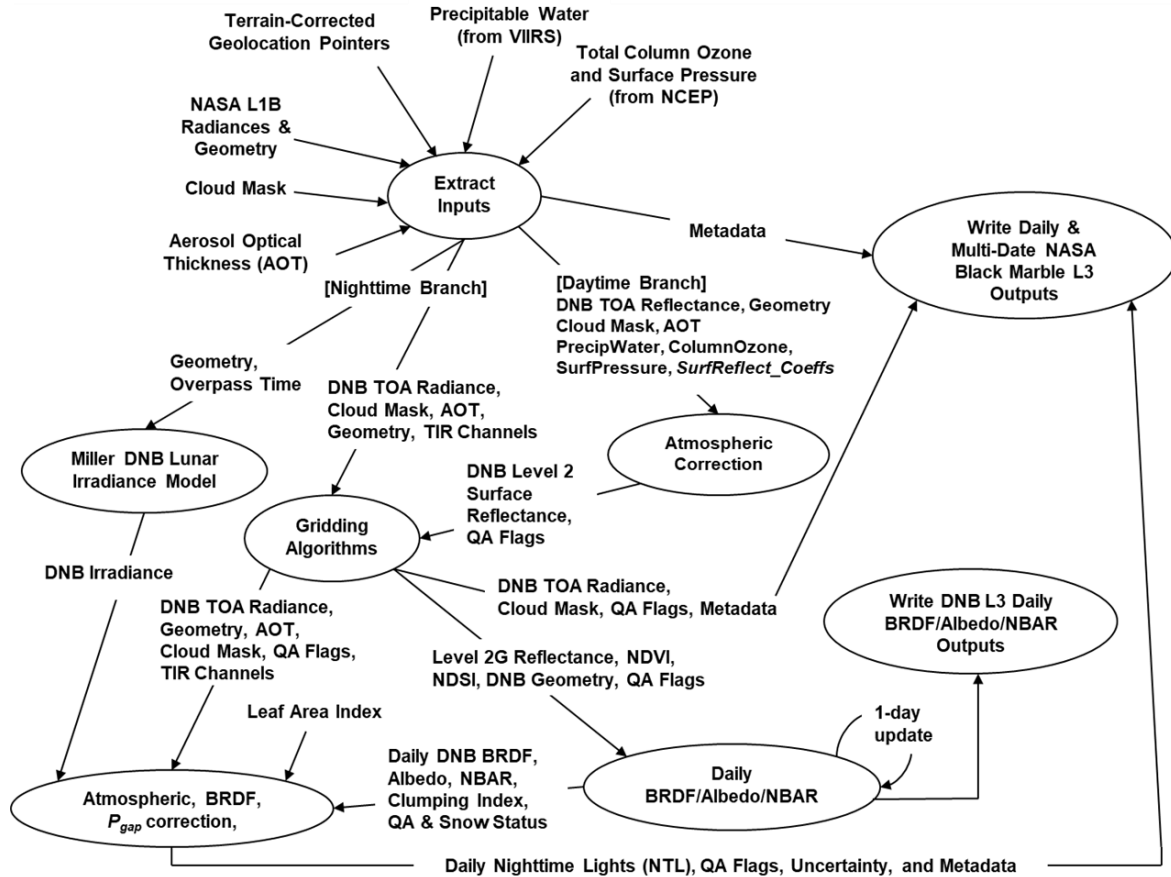 Terrain-Corrected
Geolocation Pointers
Precipitable Water
(from VIIRS)
Total Column Ozone
and Surface Pressure
(from NCEP)
NASA L1B
Radiances &
Geometry
Cloud Mask
Aerosol Optical
Thickness (AOT)
Extract
Inputs
Metadata
Write Daily &
Multi-Date NASA
Black Marble L3
Outputs
[Nighttime Branch]
[Daytime Branch]
DNB TOA Reflectance, Geometry
Cloud Mask, AOT
PrecipWater, ColumnOzone,
SurfPressure, SurfReflect_Coeffs
Geometry,
Overpass Time
DNB TOA Radiance,
Cloud Mask, AOT,
Geometry, TIR Channels
Miller DNB Lunar
Irradiance Model
Atmospheric
Correction
DNB Level 2
Surface
Reflectance,
QA Flags
Gridding
Algorithms
DNB Irradiance
DNB TOA Radiance,
Geometry, AOT,
Cloud Mask, QA Flags,
TIR Channels
DNB TOA Radiance,
Cloud Mask, QA Flags, Metadata
Write DNB L3 Daily
BRDF/Albedo/NBAR
Outputs
Level 2G Reflectance, NDVI,
NDSI, DNB Geometry, QA Flags
Leaf Area Index
1-day
update
Daily DNB BRDF,
Albedo, NBAR,
Clumping Index,
QA & Snow Status
Daily
BRDF/Albedo/NBAR
Atmospheric, BRDF,
Pgap correction,
Daily Nighttime Lights (NTL), QA Flags, Uncertainty, and Metadata